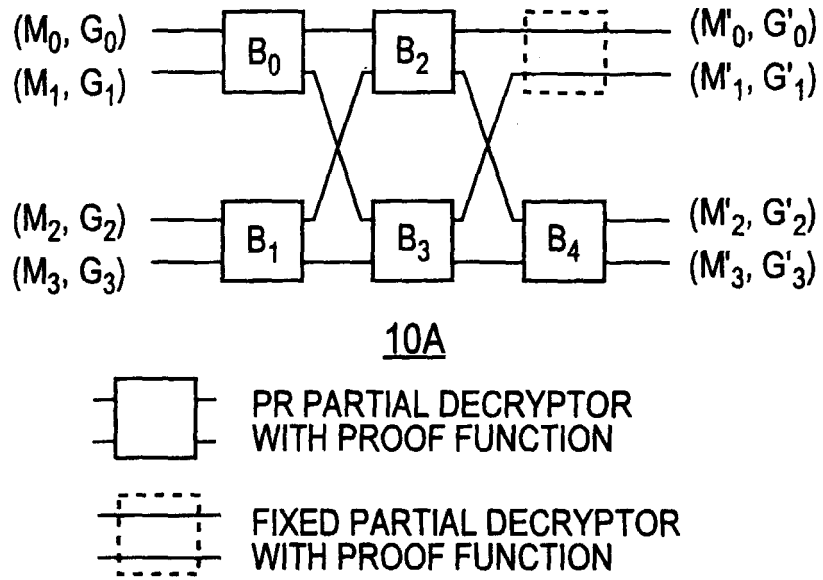 (M₀, G₀) B₀ B₂ (M'₀, G'₀)
(M₁, G₁) (M'₁, G'₁)
(M₂, G₂) B₁ B₃ B₄ (M'₂, G'₂)
(M₃, G₃) (M'₃, G'₃)
10A
PR PARTIAL DECRYPTOR
WITH PROOF FUNCTION
FIXED PARTIAL DECRYPTOR
WITH PROOF FUNCTION